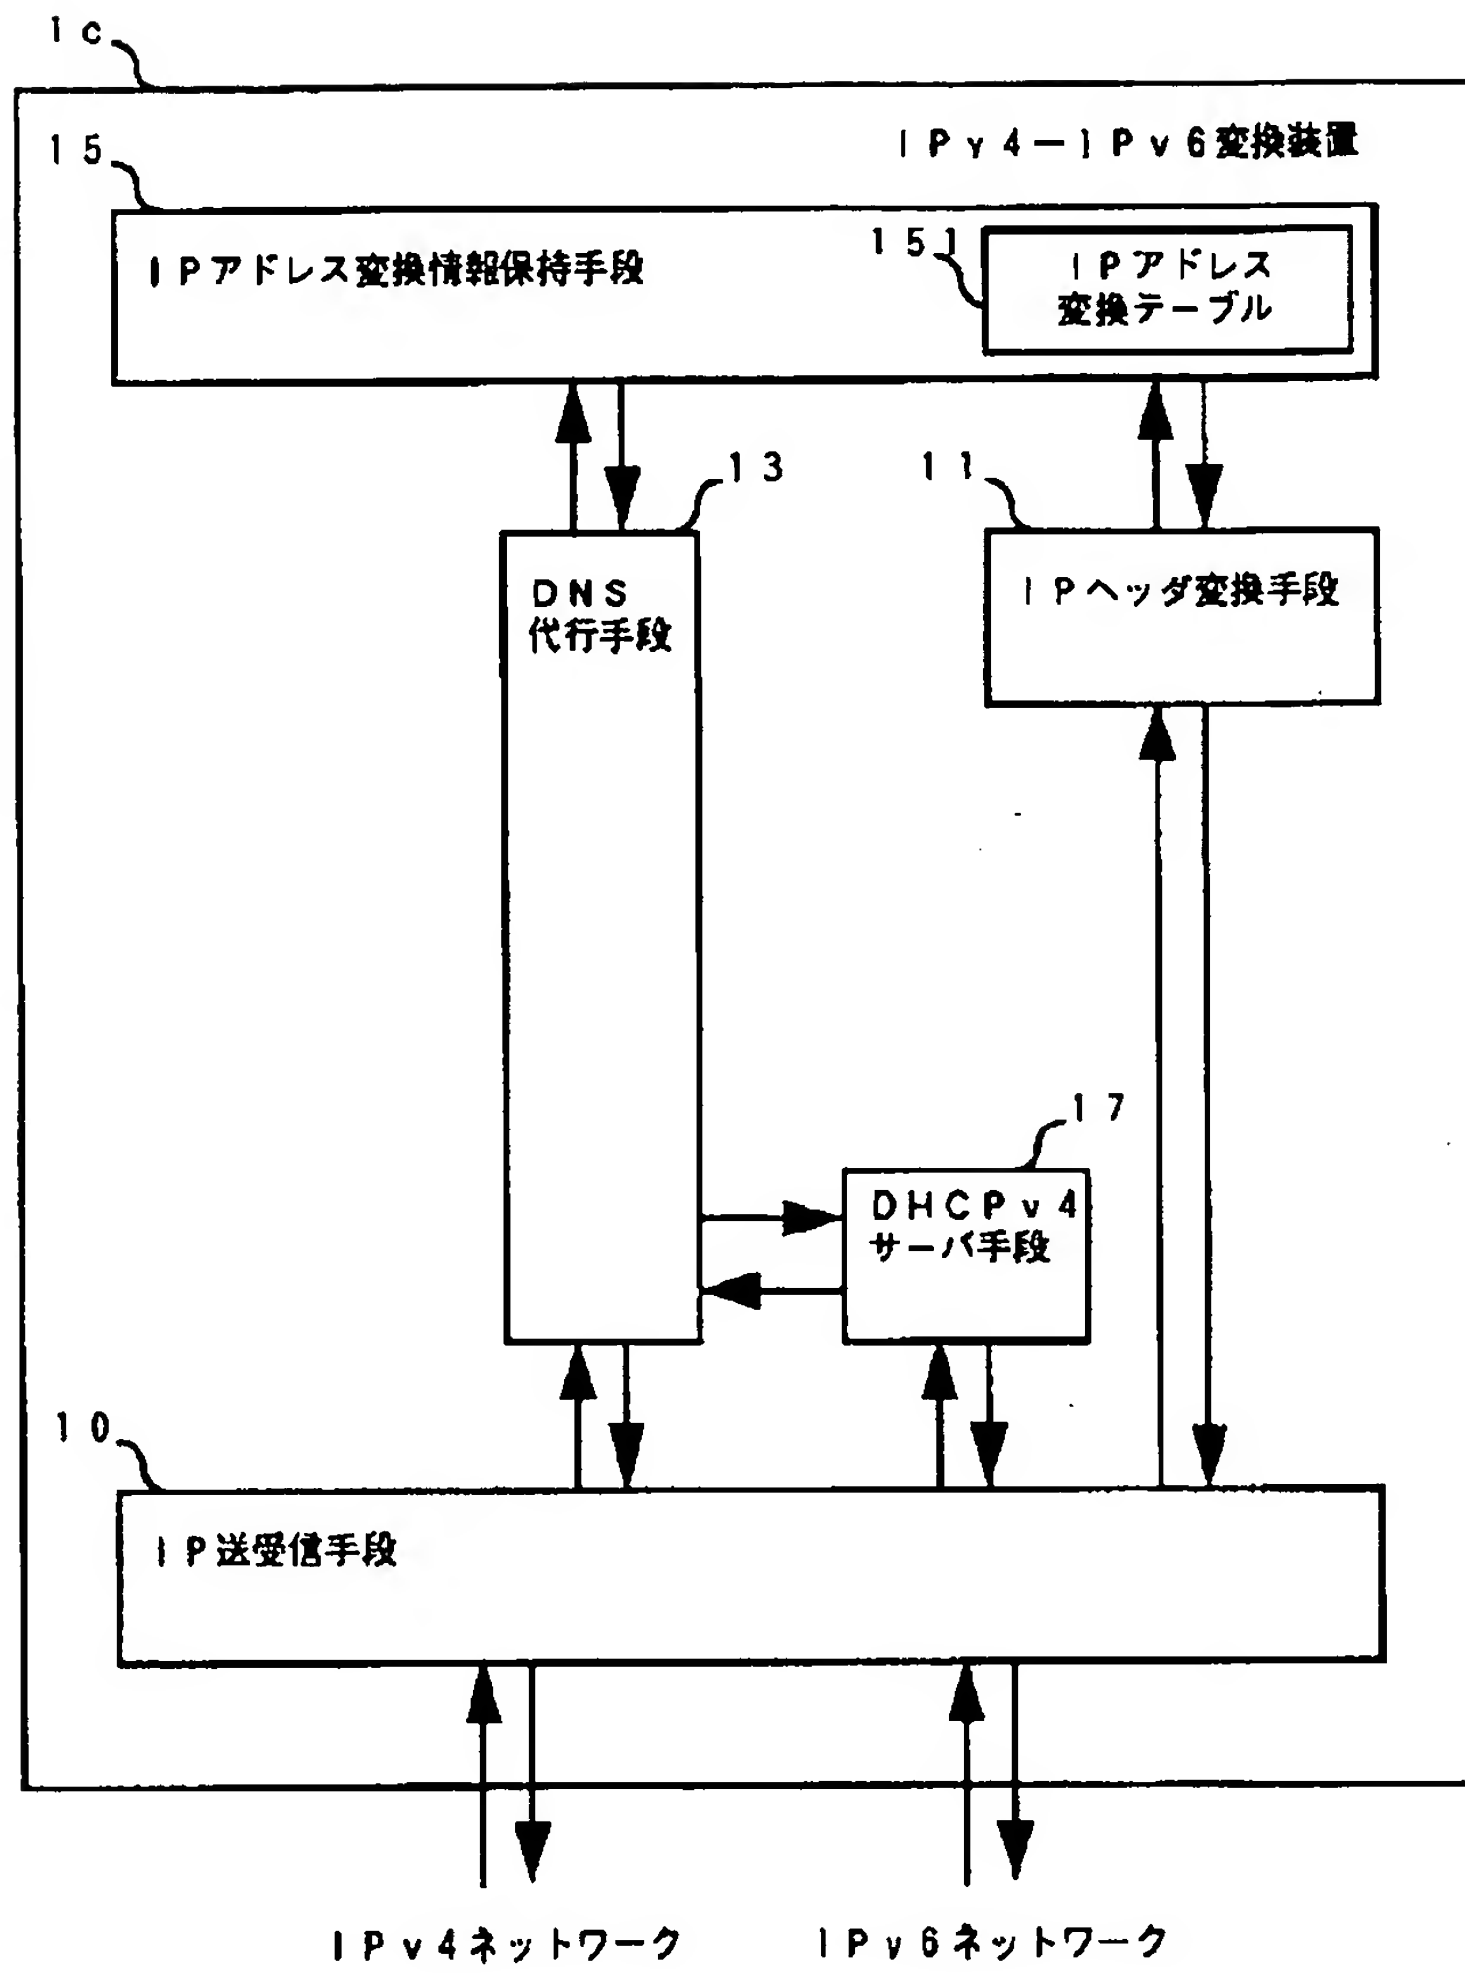 1c
IPv4-IPv6変換装置
15
IPアドレス変換情報保持手段
151
IPアドレス
変換テーブル
13
11
DNS
代行手段
IPヘッダ変換手段
17
DHCPv4
サーバ手段
10
IP送受信手段
IPv4ネットワーク
IPv6ネットワーク